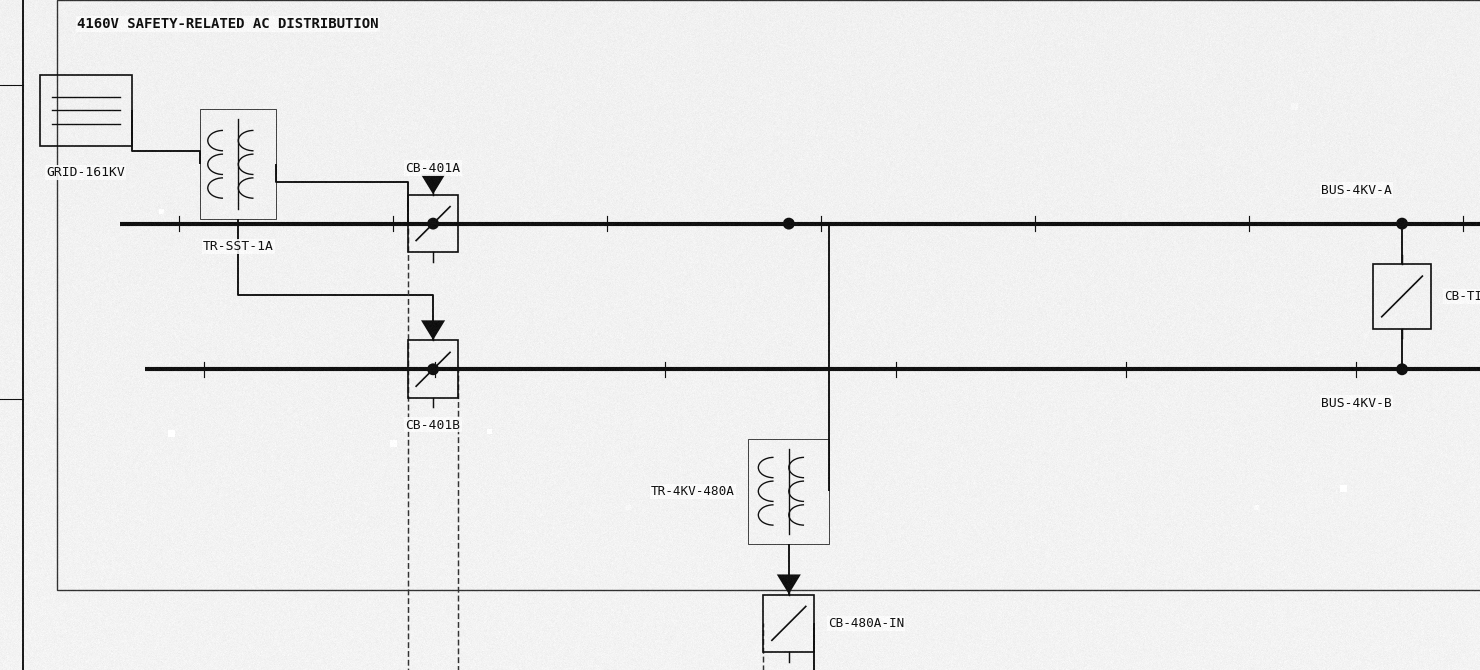 4160V SAFETY-RELATED AC DISTRIBUTION
GRID-161KV
CB-401A
BUS-4KV-A
TR-SST-1A
CB-TI
BUS-4KV-B
CB-401B
TR-4KV-480A
CB-480A-IN